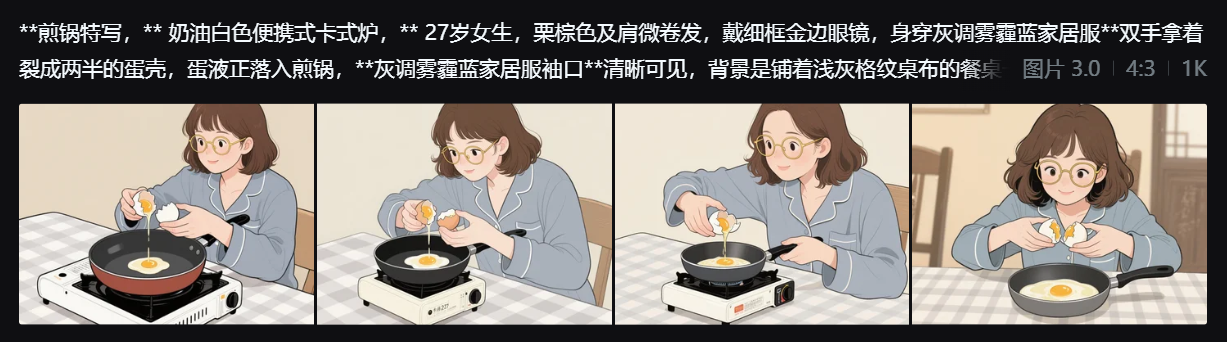 **煎锅特写，** 奶油白色便携式卡式炉，** 27岁女生，栗棕色及肩微卷发，戴细框金边眼镜，身穿灰调雾霾蓝家居服**双手拿着
裂成两半的蛋壳，蛋液正落入煎锅，**灰调雾霾蓝家居服袖口**清晰可见，背景是铺着浅灰格纹桌布的餐桌 图片 3.0 | 4:3 | 1K